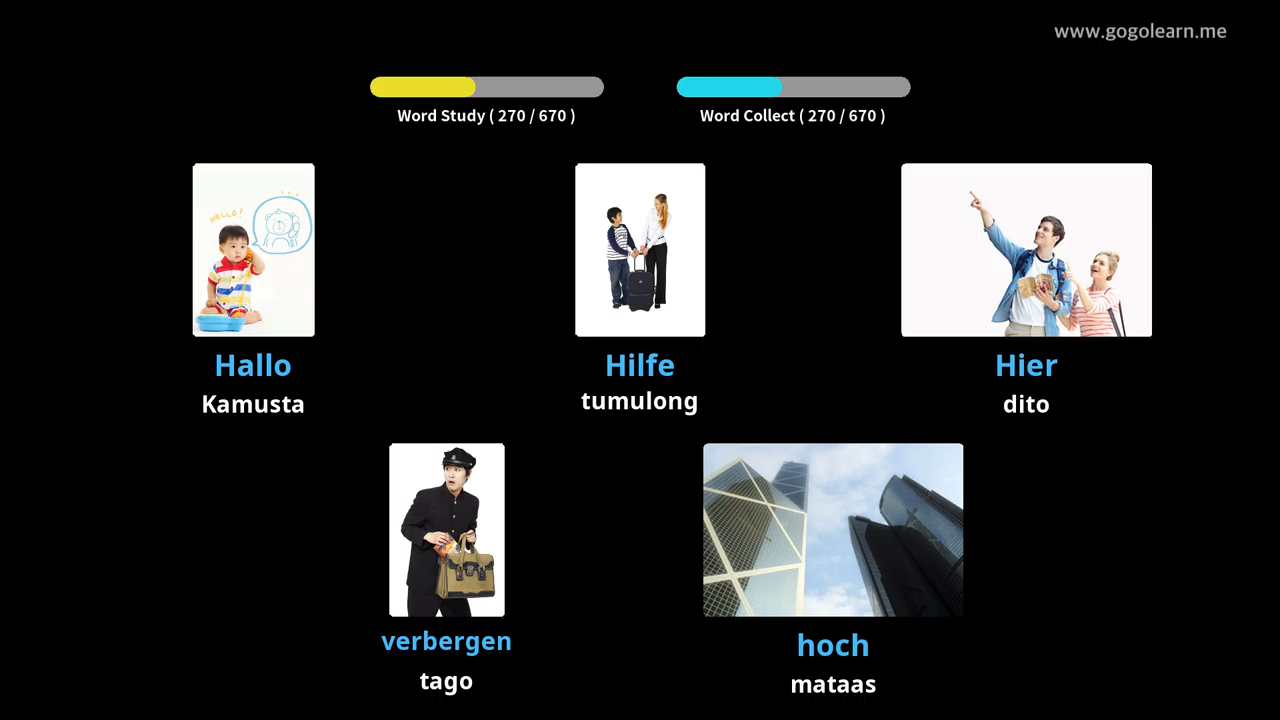 www.gogolearn.me
Word Study ( 270 / 670 )
Word Collect ( 270 / 670 )
HELLO!
Hallo
Kamusta
Hilfe
tumulong
Hier
dito
verbergen
tago
hoch
mataas